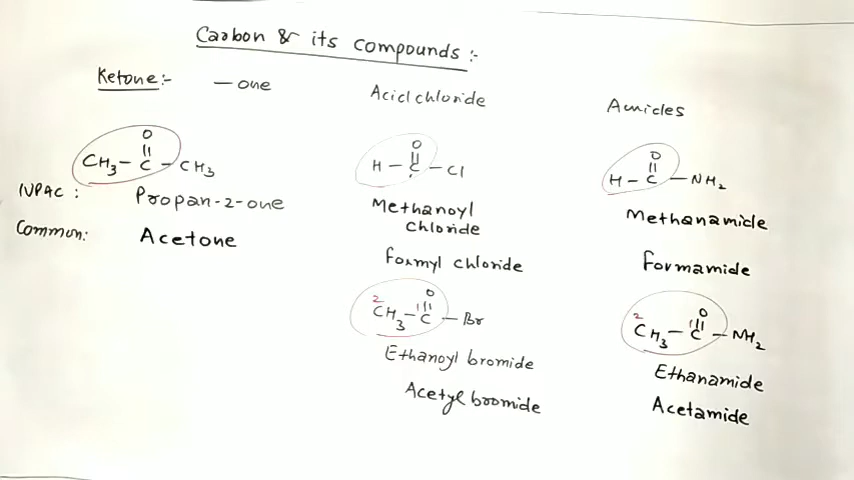 Carbon & its compounds :-
Ketone:- — one
Acid chloride
Amides
O
CH3 — C — CH3
IUPAC : Propan-2-one
Common: Acetone
O
H — C — Cl
Methanoyl
chloride
formyl chloride
O
2
CH3 — C — Br
Ethanoyl bromide
Acetyl bromide
O
H — C — NH2
Methanamide
formamide
O
2
CH3 — C — NH2
Ethanamide
Acetamide